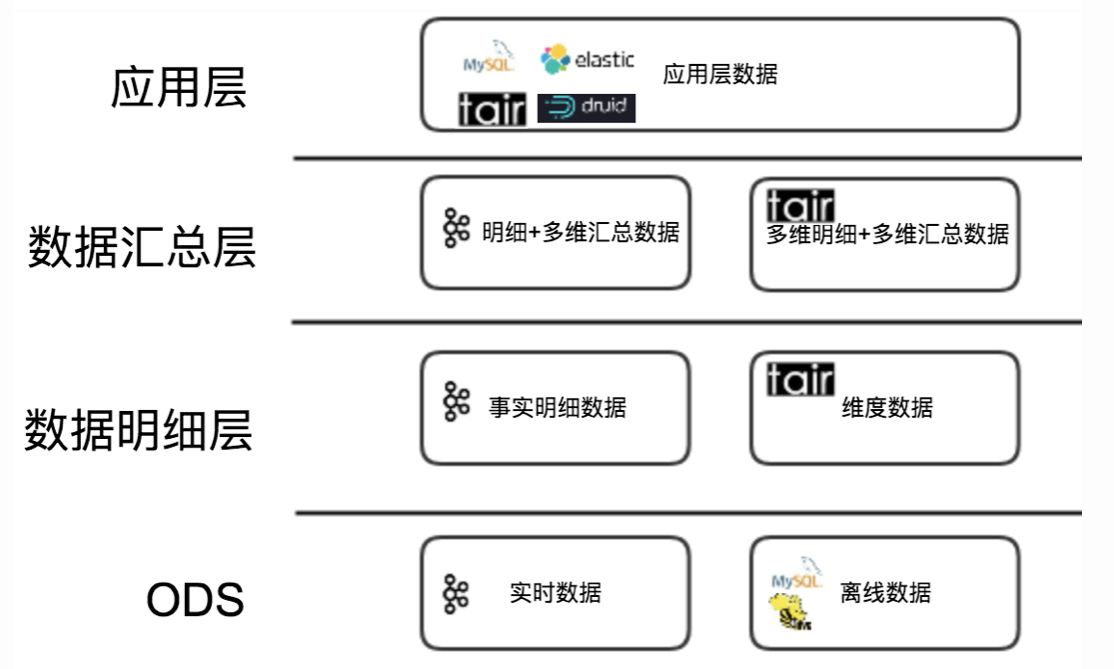 应用层
MySQL
elastic
应用层数据
tair
druid
数据汇总层
明细+多维汇总数据
tair
多维明细+多维汇总数据
数据明细层
事实明细数据
tair
维度数据
ODS
实时数据
MySQL
离线数据